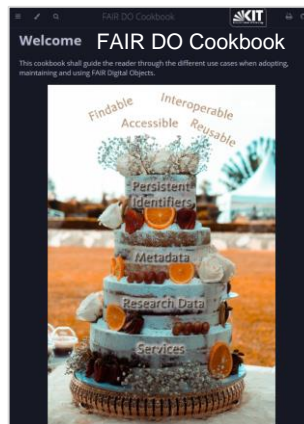 FAIR DO Cookbook
SKIT
Welcome FAIR DO Cookbook
This cookbook shall guide the reader through the different use cases when adopting,
maintaining and using FAIR Digital Objects.
Findable
Interoperable
Accessible
Reusable
Persistent
Identifiers
Metadata
Research Data
Services